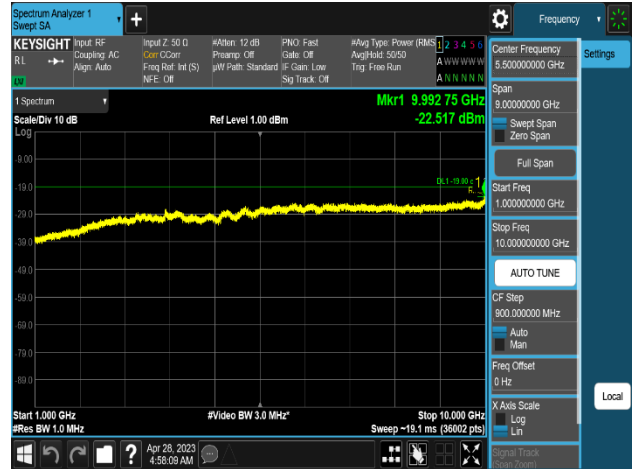 Spectrum Analyzer 1
Swept SA
Frequency
KEYSIGHT
RL
LXI
Input: RF
Coupling: AC
Align: Auto
Input Z: 50 Ω
Corr CCorr
Freq Ref: Int (S)
NFE: Off
#Atten: 12 dB
Preamp: Off
µW Path: Standard
PNO: Fast
Gate: Off
IF Gain: Low
Sig Track: Off
#Avg Type: Power (RMS
Avg|Hold: 50/50
Trig: Free Run
1 2 3 4 5 6
A W W W W W
A N N N N N
1 Spectrum
Scale/Div 10 dB
Log
Ref Level 1.00 dBm
Mkr1 9.992 75 GHz
-22.517 dBm
-9.00
-19.0
-29.0
-39.0
-49.0
-59.0
-69.0
-79.0
-89.0
1
Start 1.000 GHz
#Res BW 1.0 MHz
#Video BW 3.0 MHz*
Stop 10.000 GHz
Sweep ~19.1 ms (36002 pts)
Apr 28, 2023
4:58:09 AM
Center Frequency
5.500000000 GHz
Span
9.00000000 GHz
Swept Span
Zero Span
Full Span
Start Freq
1.000000000 GHz
Stop Freq
10.000000000 GHz
AUTO TUNE
CF Step
900.000000 MHz
Auto
Man
Freq Offset
0 Hz
X Axis Scale
Log
Lin
Signal Track
(Span Zoom)
Settings
Local